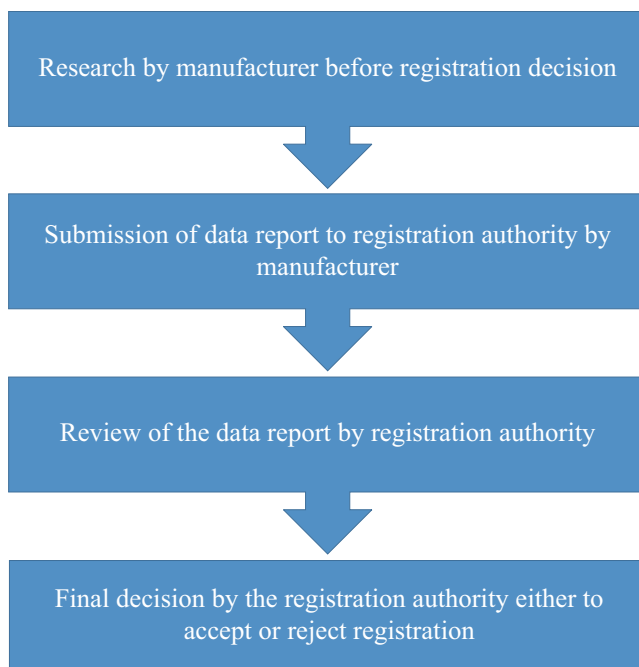 Research by manufacturer before registration decision
Submission of data report to registration authority by
manufacturer
Review of the data report by registration authority
Final decision by the registration authority either to
accept or reject registration